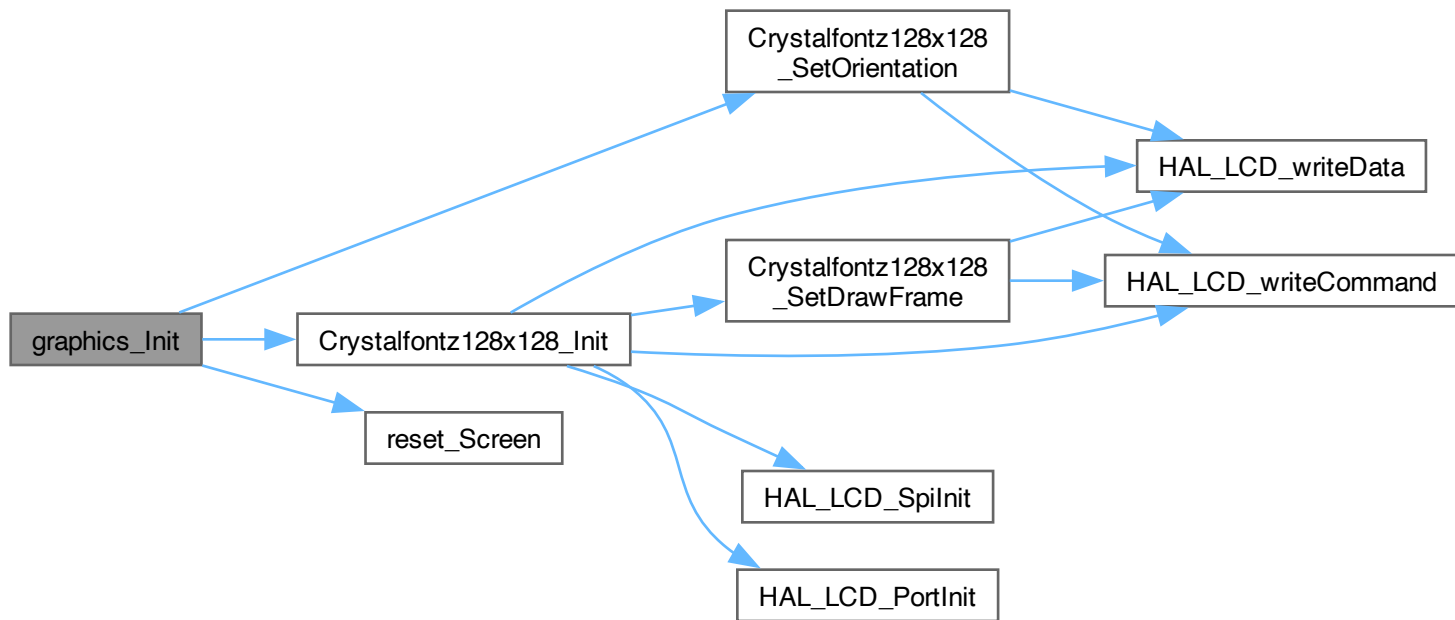 Crystalfontz128x128
_SetOrientation
HAL_LCD_writeData
Crystalfontz128x128
_SetDrawFrame
HAL_LCD_writeCommand
graphics_Init
Crystalfontz128x128_Init
reset_Screen
HAL_LCD_SpiInit
HAL_LCD_PortInit